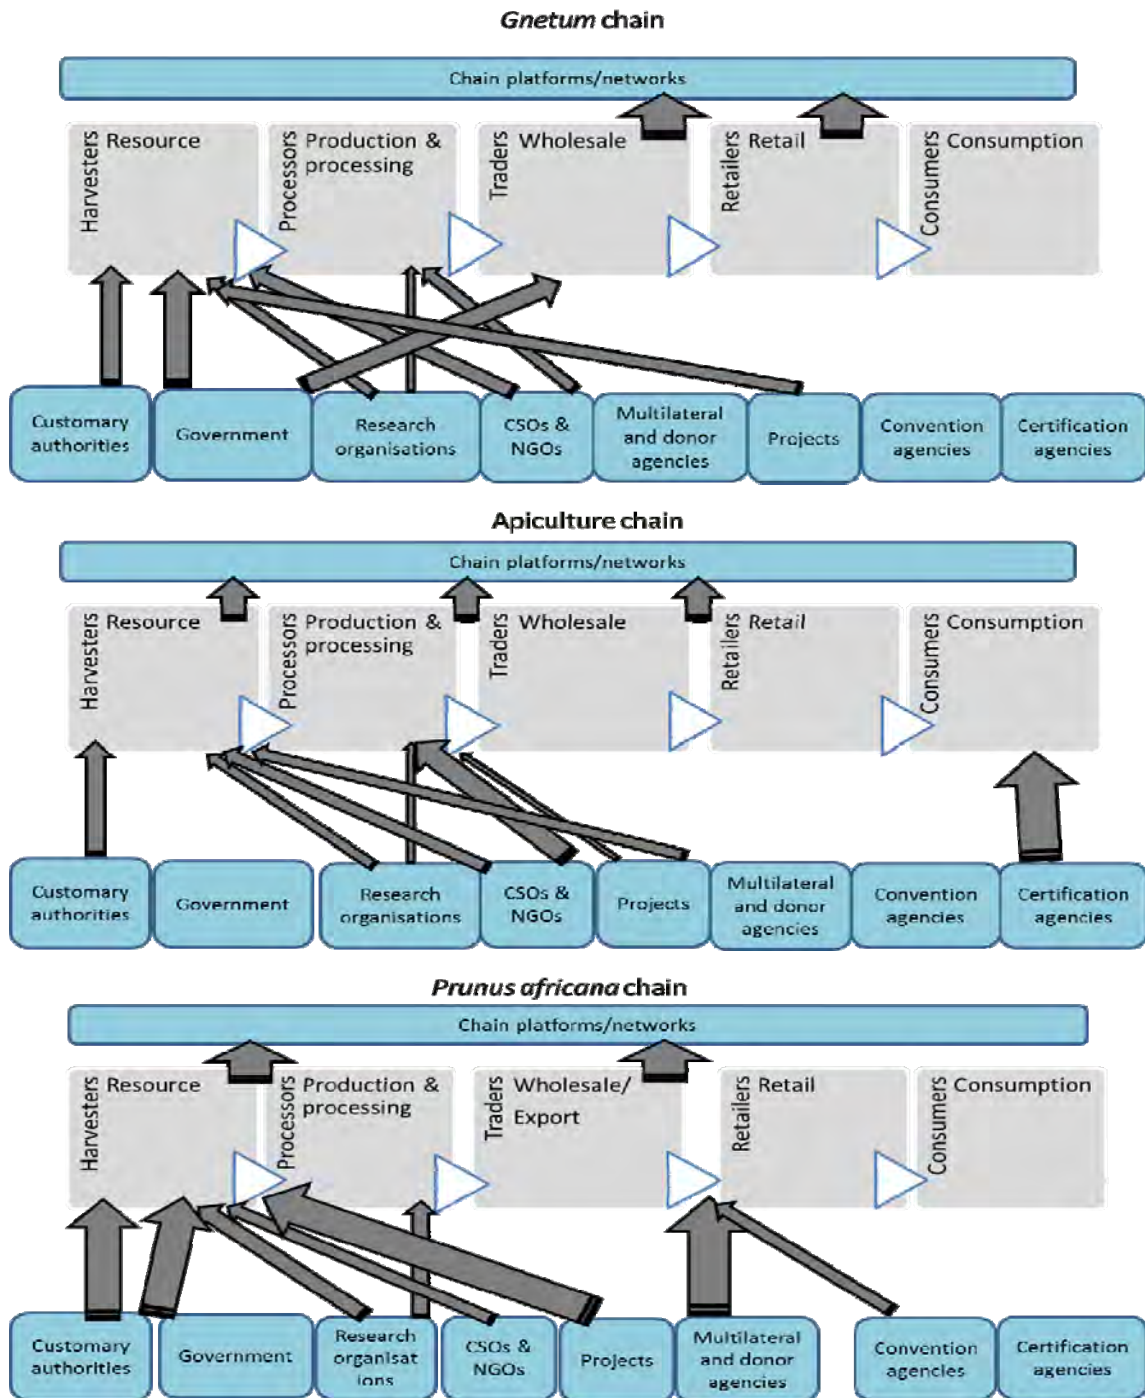 Gnetum chain
Chain platforms/networks
Harvesters
Resource
Processors
Production &
processing
Traders
Wholesale
Retailers
Retail
Consumers
Consumption
Customary
authorities
Government
Research
organisations
CSOs &
NGOs
Multilateral
and donor
agencies
Projects
Convention
agencies
Certification
agencies
Apiculture chain
Chain platforms/networks
Harvesters
Resource
Processors
Production &
processing
Traders
Wholesale
Retailers
Retail
Consumers
Consumption
Customary
authorities
Government
Research
organisations
CSOs &
NGOs
Projects
Multilateral
and donor
agencies
Convention
agencies
Certification
agencies
Prunus africana chain
Chain platforms/networks
Harvesters
Resource
Processors
Production &
processing
Traders
Wholesale/
Export
Retailers
Retail
Consumers
Consumption
Customary
authorities
Government
Research
organisat
ions
CSOs &
NGOs
Projects
Multilateral
and donor
agencies
Convention
agencies
Certification
agencies